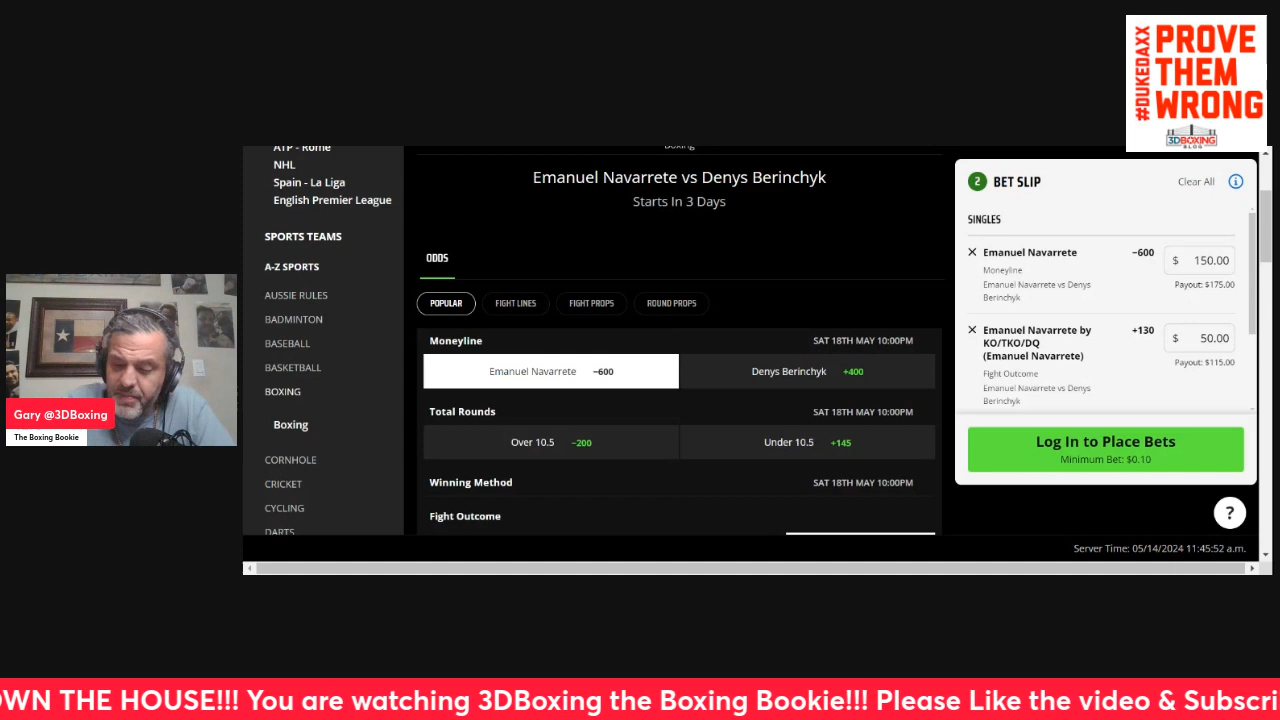 #DUKEDAXX
PROVE
THEM
WRONG
3DBOXING
BLOG
ATP - Rome
NHL
Spain - La Liga
English Premier League
SPORTS TEAMS
A-Z SPORTS
AUSSIE RULES
BADMINTON
BASEBALL
BASKETBALL
BOXING
Boxing
CORNHOLE
CRICKET
CYCLING
DARTS
Boxing
Emanuel Navarrete vs Denys Berinchyk
Starts In 3 Days
ODDS
POPULAR FIGHT LINES FIGHT PROPS ROUND PROPS
Moneyline SAT 18TH MAY 10:00PM
Emanuel Navarrete −600 Denys Berinchyk +400
Total Rounds SAT 18TH MAY 10:00PM
Over 10.5 −200 Under 10.5 +145
Winning Method SAT 18TH MAY 10:00PM
Fight Outcome
2 BET SLIP Clear All
SINGLES
Emanuel Navarrete −600 $ 150.00
Moneyline
Emanuel Navarrete vs Denys Payout: $175.00
Berinchyk
Emanuel Navarrete by +130 $ 50.00
KO/TKO/DQ
(Emanuel Navarrete) Payout: $115.00
Fight Outcome
Emanuel Navarrete vs Denys
Berinchyk
Log In to Place Bets
Minimum Bet: $0.10
?
Server Time: 05/14/2024 11:45:52 a.m.
Gary @3DBoxing
The Boxing Bookie
OWN THE HOUSE!!! You are watching 3DBoxing the Boxing Bookie!!! Please Like the video & Subscri